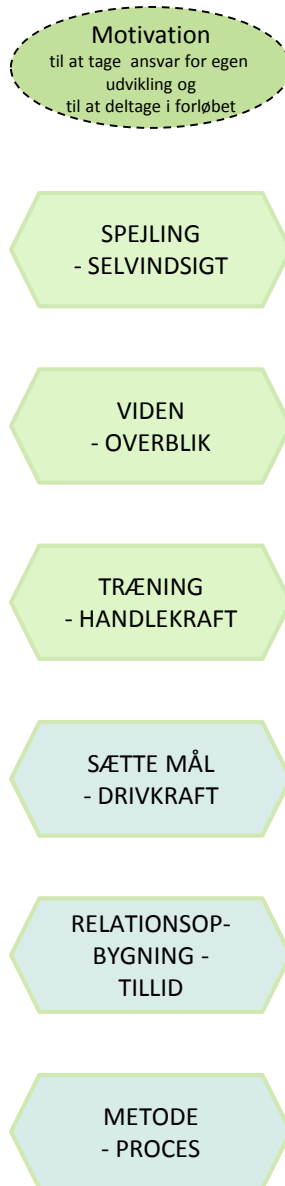 Motivation
til at tage ansvar for egen
udvikling og
til at deltage i forløbet
SPEJLING
- SELVINDSIGT
VIDEN
- OVERBLIK
TRÆNING
- HANDLEKRAFT
SÆTTE MÅL
- DRIVKRAFT
RELATIONSOP-
BYGNING -
TILLID
METODE
- PROCES